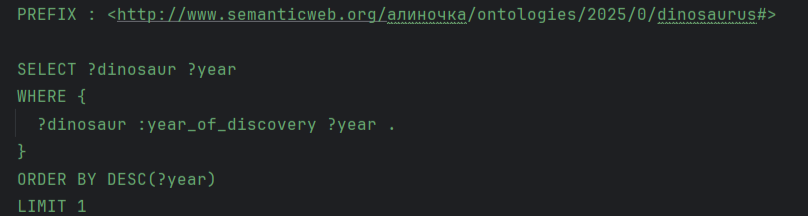 PREFIX : <http://www.semanticweb.org/алиночка/ontologies/2025/0/dinosaurus#>
SELECT ?dinosaur ?year
WHERE {
?dinosaur :year_of_discovery ?year .
}
ORDER BY DESC(?year)
LIMIT 1